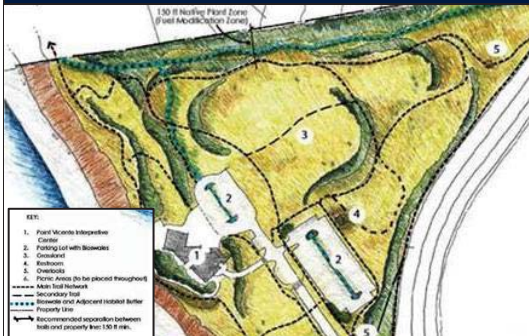 150 ft Native Plant Zone
(Fuel Modification Zone)
5
3
2
4
1
2
5
KEY:
1. Point Vicente Interpretive
Center
2. Parking Lot with Bioswales
3. Grassland
4. Restroom
5. Overlooks
6. Picnic Areas (to be placed throughout)
Main Trail Network
Secondary Trail
Bioswale and Adjacent Habitat Buffer
Property Line
Recommended separation between
trails and property line: 150 ft min.